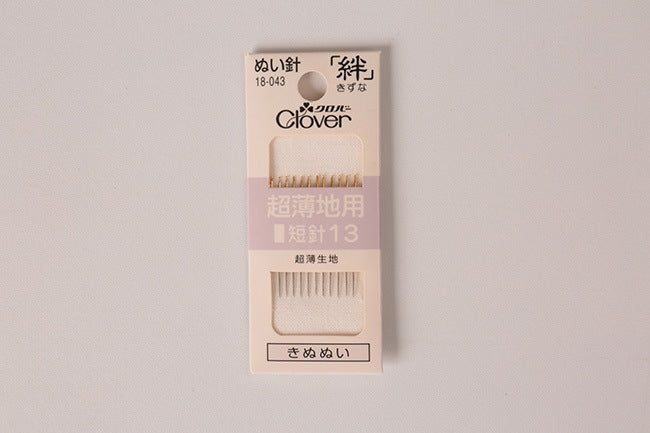 ぬい針
18-043
「絆」
きずな
クロバー
Clover
超薄地用
短針13
超薄生地
きぬぬい